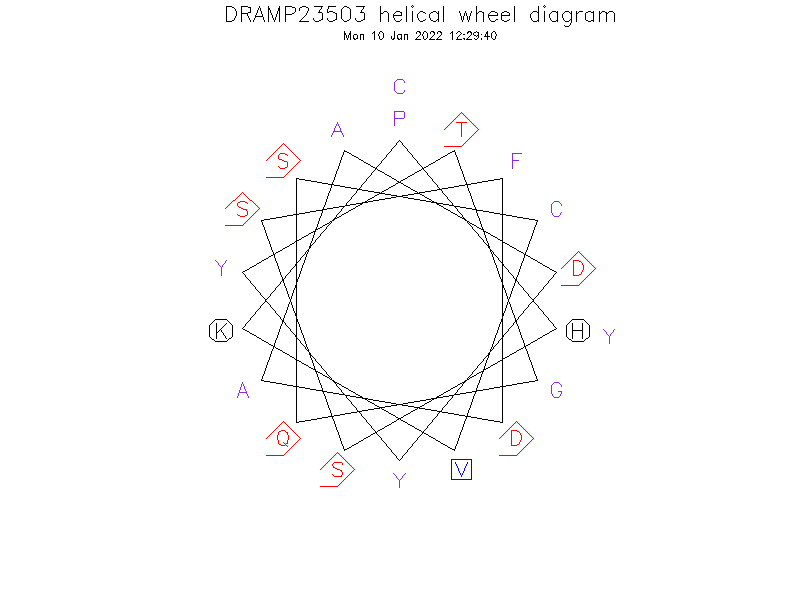 DRAMP23503 helical wheel diagram
Mon 10 Jan 2022 12:29:40
C
P
A T
S F
S C
Y D
K H Y
A G
Q D
S V
Y